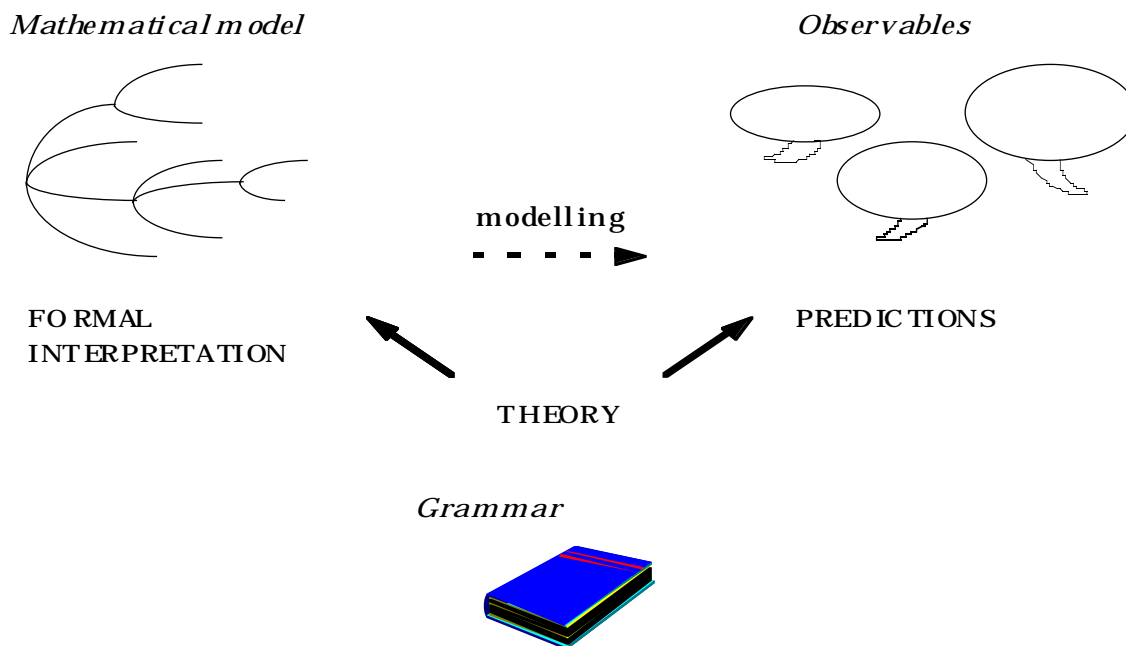 Mathematical model
Observables
modelling
FORMAL
INTERPRETATION
PREDICTIONS
THEORY
Grammar